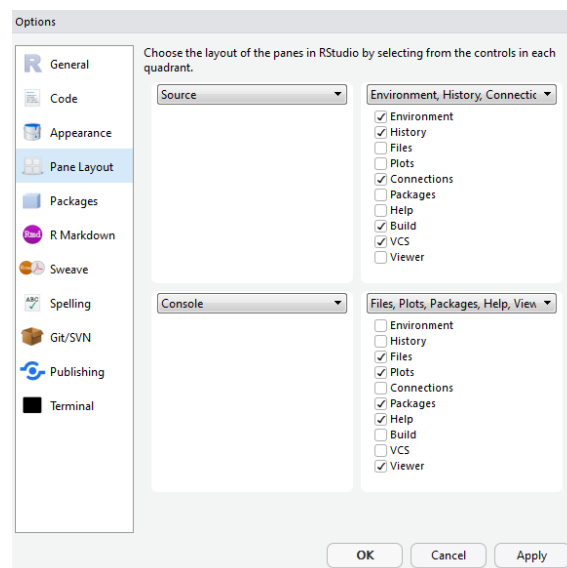 Options
General
Code
Appearance
Pane Layout
Packages
Rmd
R Markdown
Sweave
ABC
Spelling
Git/SVN
Publishing
Terminal
Choose the layout of the panes in RStudio by selecting from the controls in each
quadrant.
Source
Environment, History, Connectic
Environment
History
Files
Plots
Connections
Packages
Help
Build
VCS
Viewer
Console
Files, Plots, Packages, Help, View
Environment
History
Files
Plots
Connections
Packages
Help
Build
VCS
Viewer
OK
Cancel
Apply